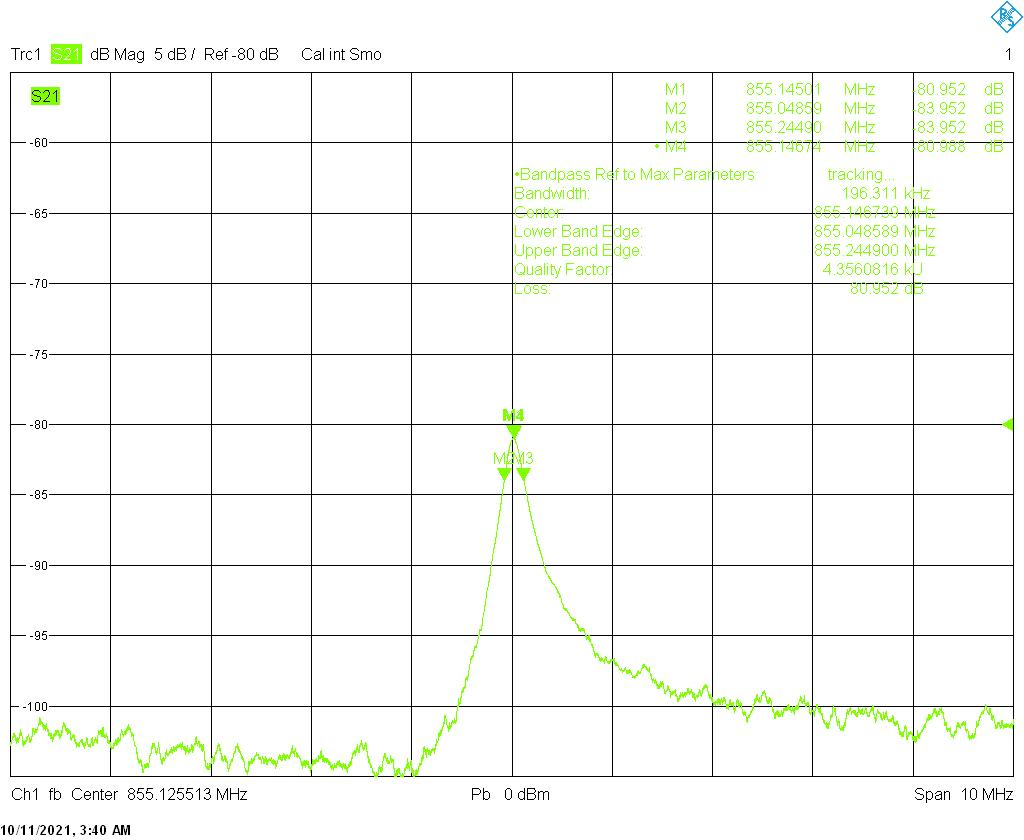 Trc1 S21 dB Mag 5 dB / Ref -80 dB Cal int Smo 1
S21
M1 855.14501 MHz -80.952 dB
M2 855.04859 MHz -83.952 dB
M3 855.24490 MHz -83.952 dB
• M4 855.14674 MHz -80.988 dB
-60
•Bandpass Ref to Max Parameters tracking...
Bandwidth: 196.311 kHz
Center: 855.146739 MHz
-65
Lower Band Edge: 855.048589 MHz
Upper Band Edge: 855.244900 MHz
Quality Factor: 4.3560816 kU
-70
Loss: 80.952 dB
-75
M4
-80
M2 M3
-85
-90
-95
-100
Ch1 fb Center 855.125513 MHz Pb 0 dBm Span 10 MHz
10/11/2021, 3:40 AM